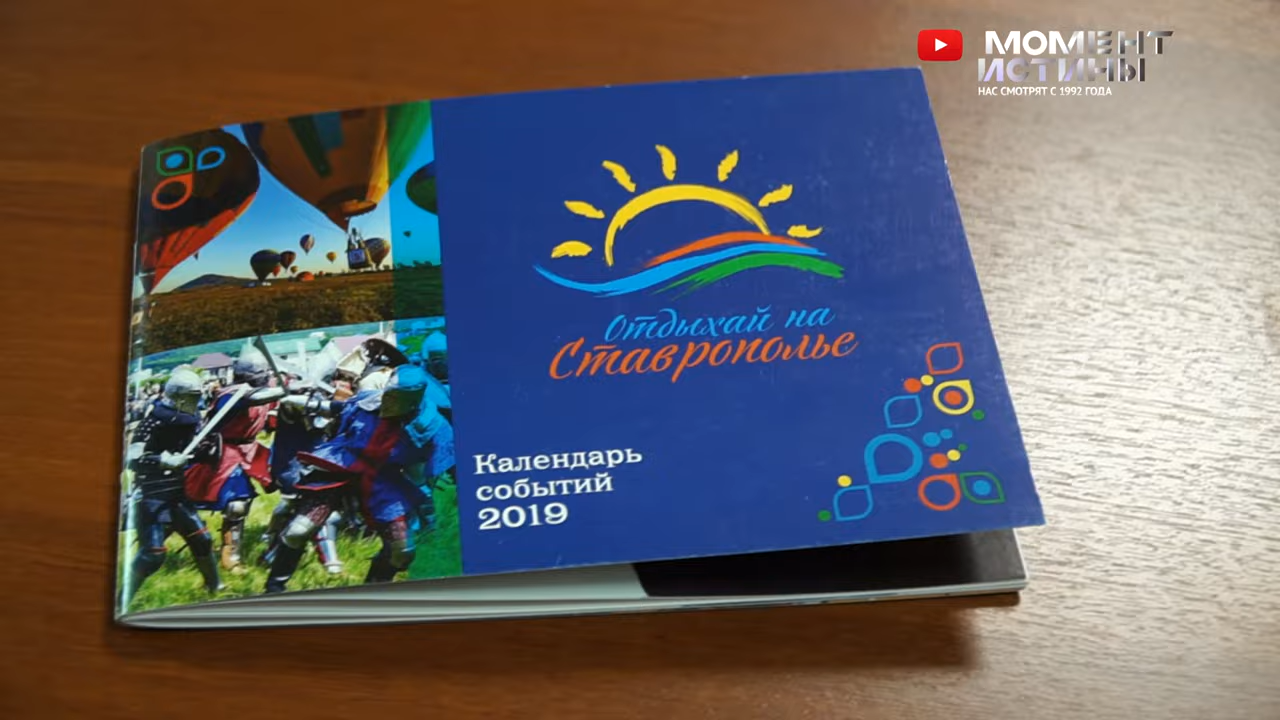 МОМЕНТ
ИСТИНЫ
НАС СМОТРЯТ С 1992 ГОДА
Отдыхай на
Ставрополье
Календарь
событий
2019